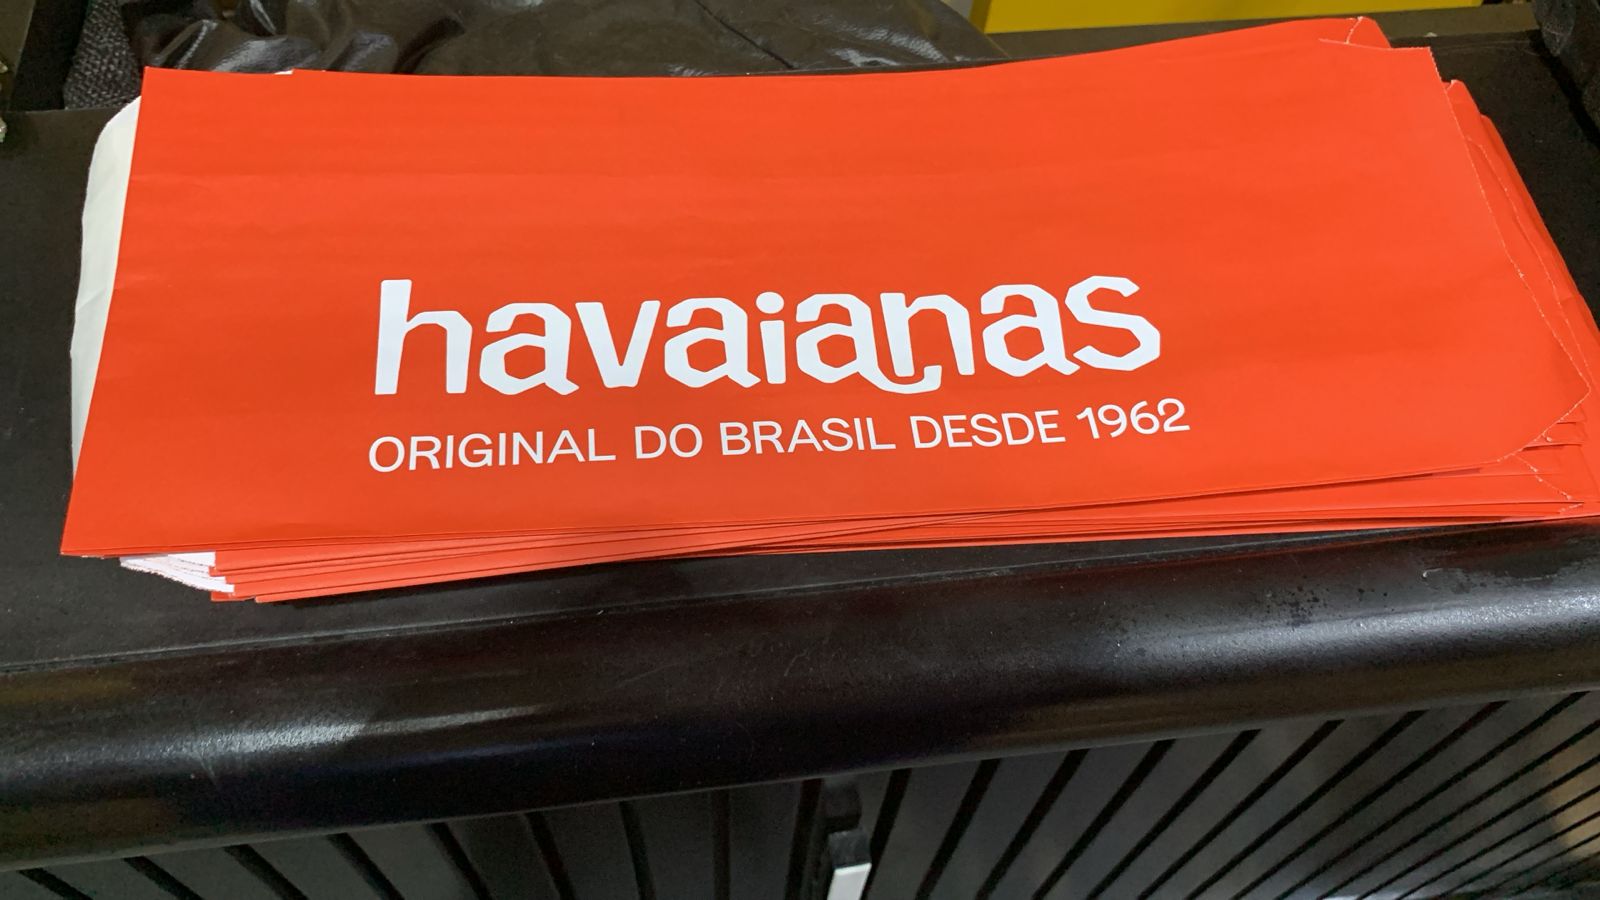 havaianas
ORIGINAL DO BRASIL DESDE 1962